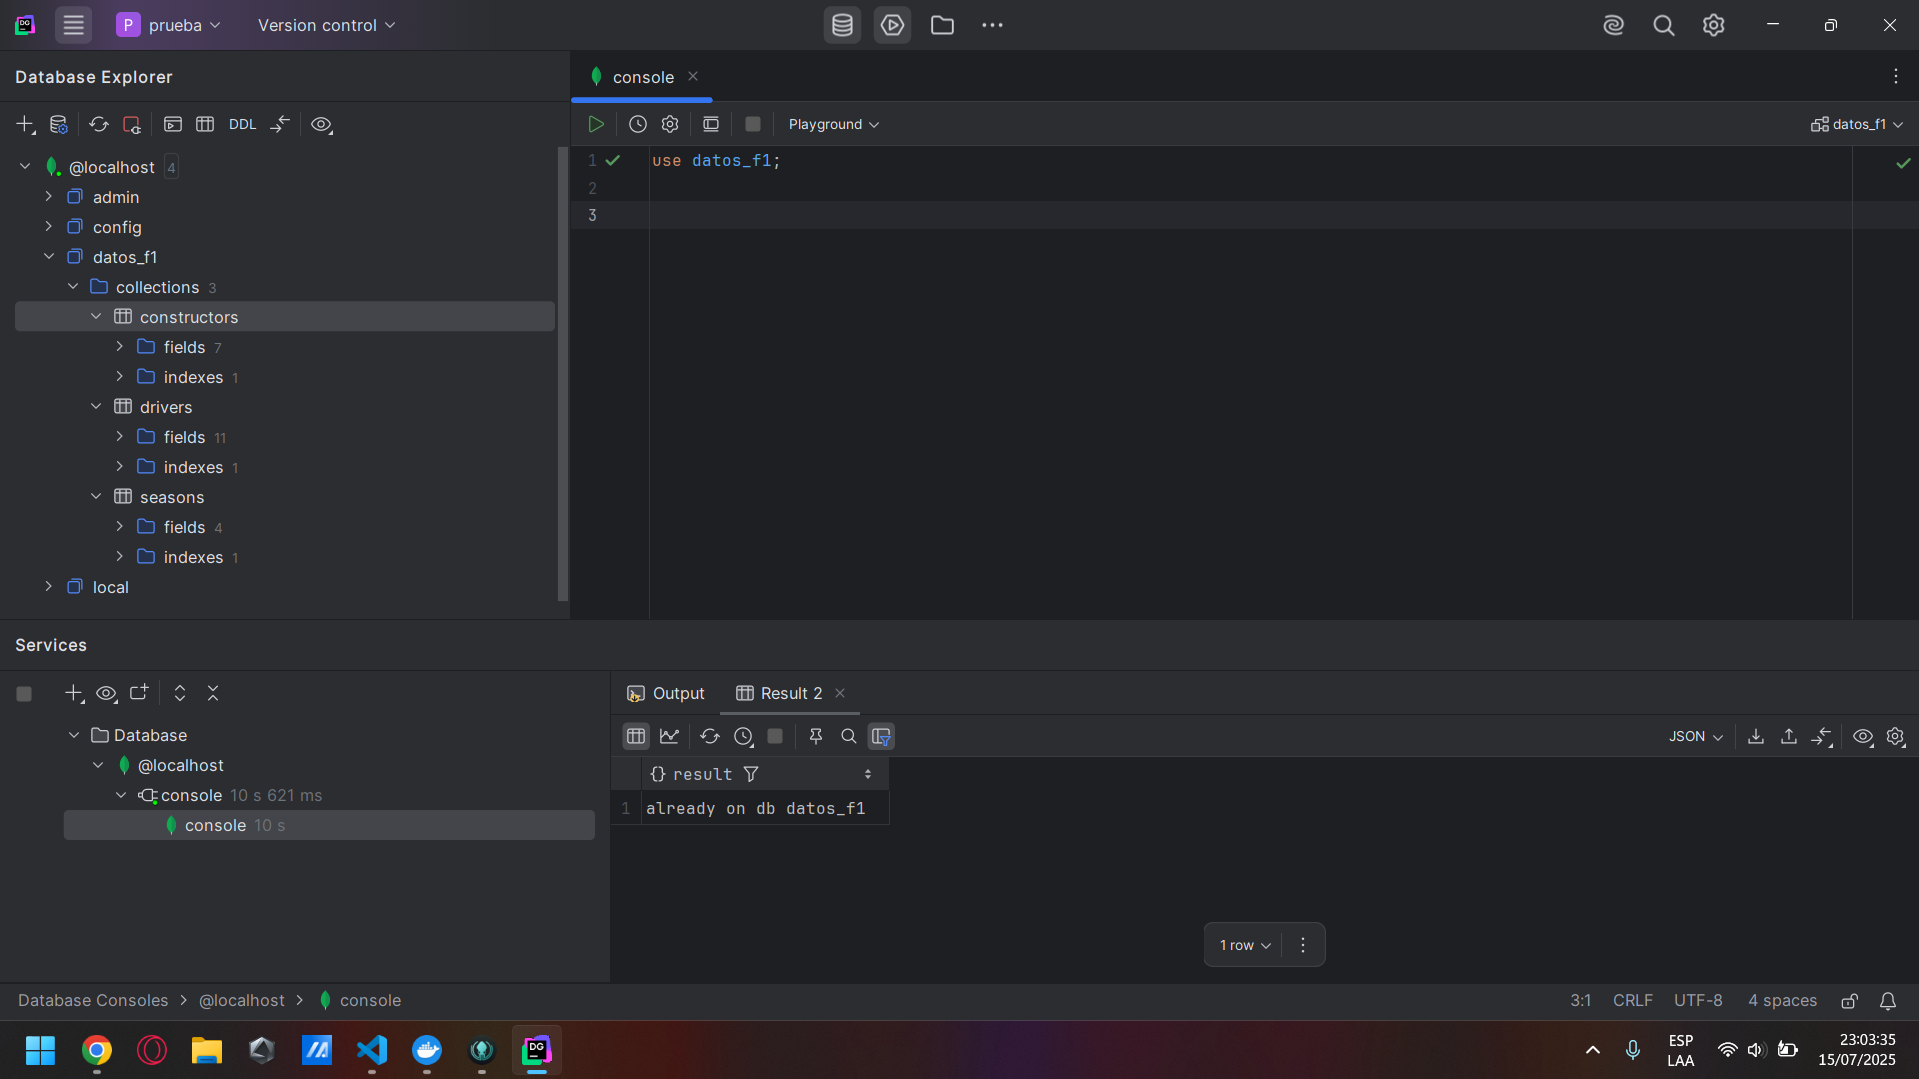 DG
P prueba
Version control
Database Explorer
DDL
@localhost 4
admin
config
datos_f1
collections 3
constructors
fields 7
indexes 1
drivers
fields 11
indexes 1
seasons
fields 4
indexes 1
local
console
Playground
datos_f1
1 use datos_f1;
2
3
Services
Database
@localhost
console 10 s 621 ms
console 10 s
Output
Result 2
JSON
{} result
1 already on db datos_f1
1 row
Database Consoles > @localhost > console
3:1 CRLF UTF-8 4 spaces
DG
ESP
LAA
23:03:35
15/07/2025